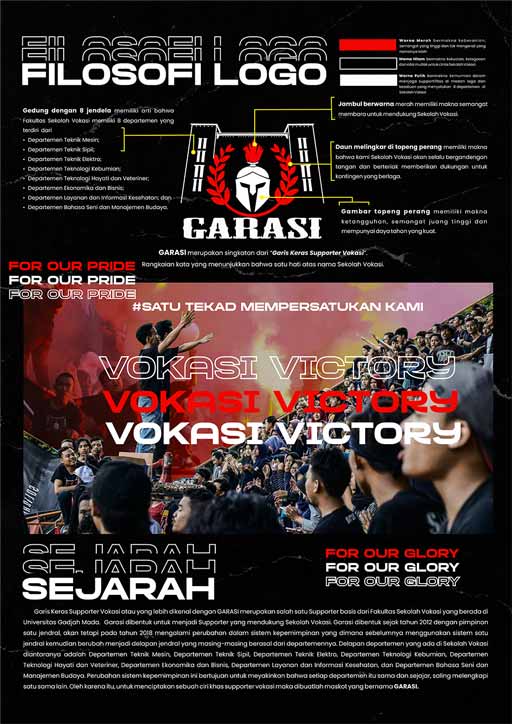 FILOSOFI LOGO
FILOSOFI LOGO
Warna Merah bermakna keberanian,
semangat yang tinggi dan tak mengenal yang
namanya lelah
Warna Hitam bermakna kekuatan, ketegasan
Warna Putih bermakna kemurnian dalam
Gedung dengan 8 jendela memiliki arti bahwa
Fakultas Sekolah Vokasi memiliki 8 departemen yang
terdiri dari
• Departemen Teknik Mesin;
• Departemen Teknik Sipil;
• Departemen Teknik Elektro;
• Departemen Teknologi Kebumian;
• Departemen Teknologi Hayati dan Veteriner;
• Departemen Ekonomika dan Bisnis;
• Departemen Layanan dan Informasi Kesehatan; dan
• Departemen Bahasa Seni dan Manajemen Budaya.
Jambul berwarna merah memiliki makna semangat
membara untuk mendukung Sekolah Vokasi.
Daun melingkar di topeng perang memiliki makna
bahwa kami Sekolah Vokasi akan selalu bergandengan
tangan dan berteriak memberikan dukungan untuk
kontingen yang berlaga.
Gambar topeng perang memiliki makna
ketangguhan, semangat juang tinggi dan
mempunyai daya tahan yang kuat.
GARASI
GARASI merupakan singkatan dari "Garis Keras Supporter Vokasi".
Rangkaian kata yang menunjukkan bahwa satu hati atas nama Sekolah Vokasi.
FOR OUR PRIDE
FOR OUR PRIDE
FOR OUR PRIDE
#SATU TEKAD MEMPERSATUKAN KAMI
VOKASI VICTORY
VOKASI VICTORY
VOKASI VICTORY
SEJARAH
SEJARAH
SEJARAH
FOR OUR GLORY
FOR OUR GLORY
FOR OUR GLORY
Garis Keras Supporter Vokasi atau yang lebih dikenal dengan GARASI merupakan salah satu Supporter basis dari Fakultas Sekolah Vokasi yang berada di
Universitas Gadjah Mada. Garasi dibentuk untuk menjadi Supporter yang mendukung Sekolah Vokasi. Garasi dibentuk sejak tahun 2012 dengan pimpinan
satu jendral, akan tetapi pada tahun 2018 mengalami perubahan dalam sistem kepemimpinan yang dimana sebelumnya menggunakan sistem satu
jendral kemudian berubah menjadi delapan jendral yang masing-masing berasal dari departemennya. Delapan departemen yang ada di Sekolah Vokasi
diantaranya adalah Departemen Teknik Mesin, Departemen Teknik Sipil, Departemen Teknik Elektro, Departemen Teknologi Kebumian, Departemen
Teknologi Hayati dan Veteriner, Departemen Ekonomika dan Bisnis, Departemen Layanan dan Informasi Kesehatan, dan Departemen Bahasa Seni dan
Manajemen Budaya. Perubahan sistem kepemimpinan ini bertujuan untuk meyakinkan bahwa setiap departemen itu sama dan sejajar, saling melengkapi
satu sama lain. Oleh karena itu, untuk menciptakan sebuah ciri khas supporter vokasi maka dibuatlah maskot yang bernama GARASI.